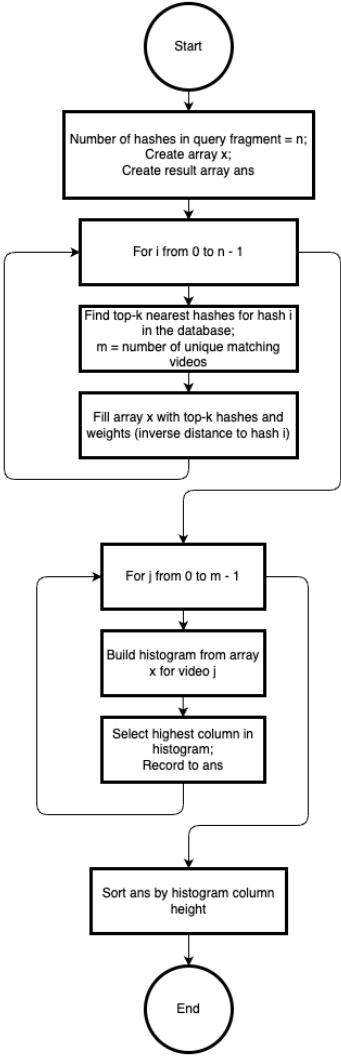 Start
Number of hashes in query fragment = n;
Create array x;
Create result array ans
For i from 0 to n - 1
Find top-k nearest hashes for hash i
in the database;
m = number of unique matching
videos
Fill array x with top-k hashes and
weights (inverse distance to hash i)
For j from 0 to m - 1
Build histogram from array
x for video j
Select highest column in
histogram;
Record to ans
Sort ans by histogram column
height
End